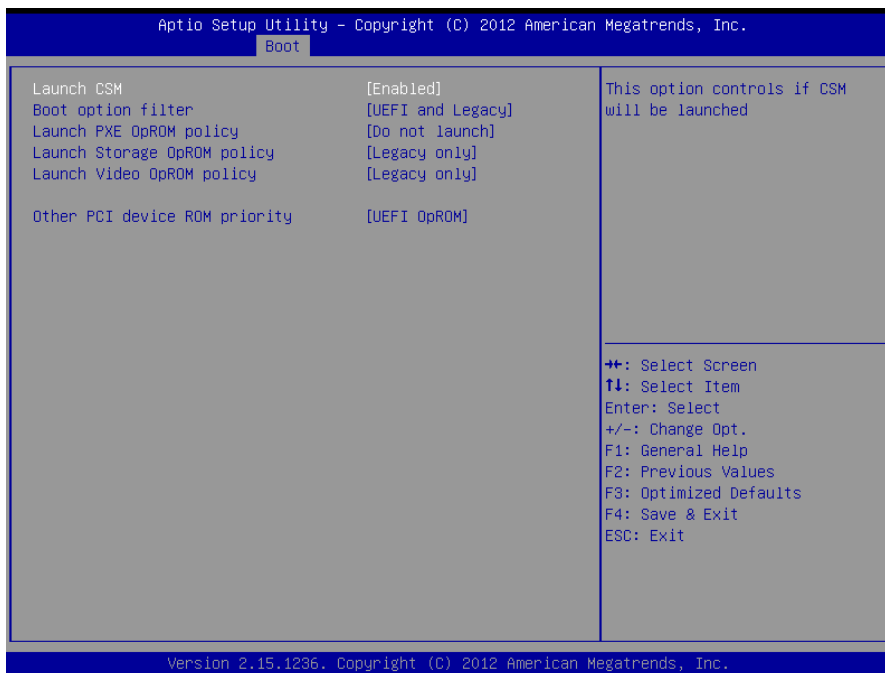 Aptio Setup Utility – Copyright (C) 2012 American Megatrends, Inc.
Boot
Launch CSM [Enabled]
Boot option filter [UEFI and Legacy]
Launch PXE OpROM policy [Do not launch]
Launch Storage OpROM policy [Legacy only]
Launch Video OpROM policy [Legacy only]
Other PCI device ROM priority [UEFI OpROM]
This option controls if CSM
will be launched
→←: Select Screen
↑↓: Select Item
Enter: Select
+/-: Change Opt.
F1: General Help
F2: Previous Values
F3: Optimized Defaults
F4: Save & Exit
ESC: Exit
Version 2.15.1236. Copyright (C) 2012 American Megatrends, Inc.